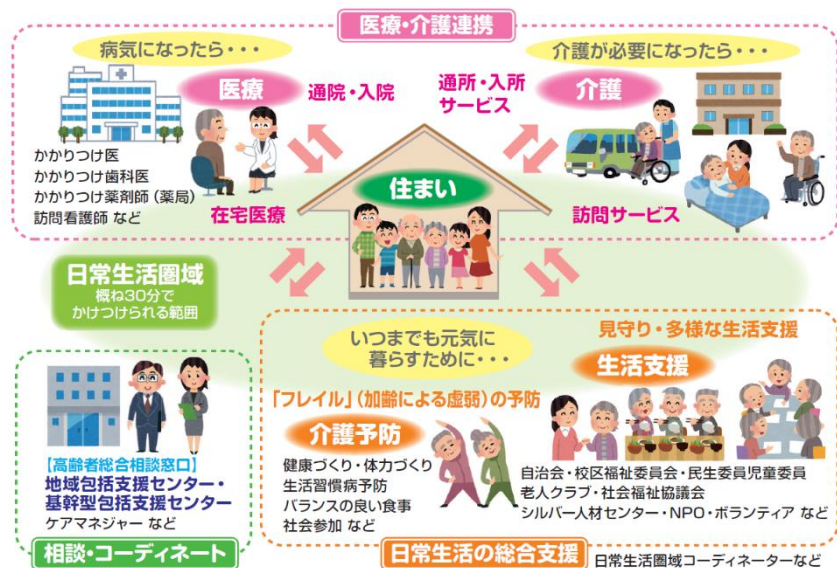 医療・介護連携
病気になったら・・・
介護が必要になったら・・・
医療
通院・入院
通所・入所
サービス
介護
かかりつけ医
かかりつけ歯科医
かかりつけ薬剤師（薬局）
訪問看護師 など
在宅医療
住まい
訪問サービス
日常生活圏域
概ね30分で
かけつけられる範囲
いつまでも元気に
暮らすために・・・
見守り・多様な生活支援
生活支援
「フレイル」（加齢による虚弱）の予防
介護予防
健康づくり・体力づくり
生活習慣病予防
バランスの良い食事
社会参加 など
自治会・校区福祉委員会・民生委員児童委員
老人クラブ・社会福祉協議会
シルバー人材センター・NPO・ボランティア など
【高齢者総合相談窓口】
地域包括支援センター・
基幹型包括支援センター
ケアマネジャー など
相談・コーディネート
日常生活の総合支援
日常生活圏域コーディネーターなど